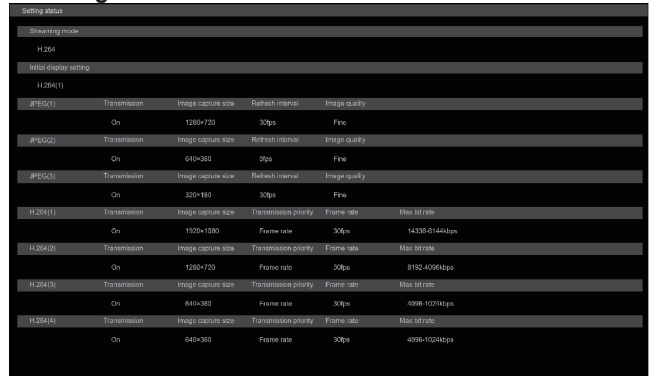 Setting status
Streaming mode
H.264
Initial display setting
H.264(1)
JPEG(1) Transmission Image capture size Refresh interval Image quality
On 1280×720 30fps Fine
JPEG(2) Transmission Image capture size Refresh interval Image quality
On 640×360 5fps Fine
JPEG(3) Transmission Image capture size Refresh interval Image quality
On 320×180 30fps Fine
H.264(1) Transmission Image capture size Transmission priority Frame rate Max bit rate
On 1920×1080 Frame rate 30fps 14336-6144kbps
H.264(2) Transmission Image capture size Transmission priority Frame rate Max bit rate
On 1280×720 Frame rate 30fps 8192-4096kbps
H.264(3) Transmission Image capture size Transmission priority Frame rate Max bit rate
On 640×360 Frame rate 30fps 4096-1024kbps
H.264(4) Transmission Image capture size Transmission priority Frame rate Max bit rate
On 640×360 Frame rate 30fps 4096-1024kbps